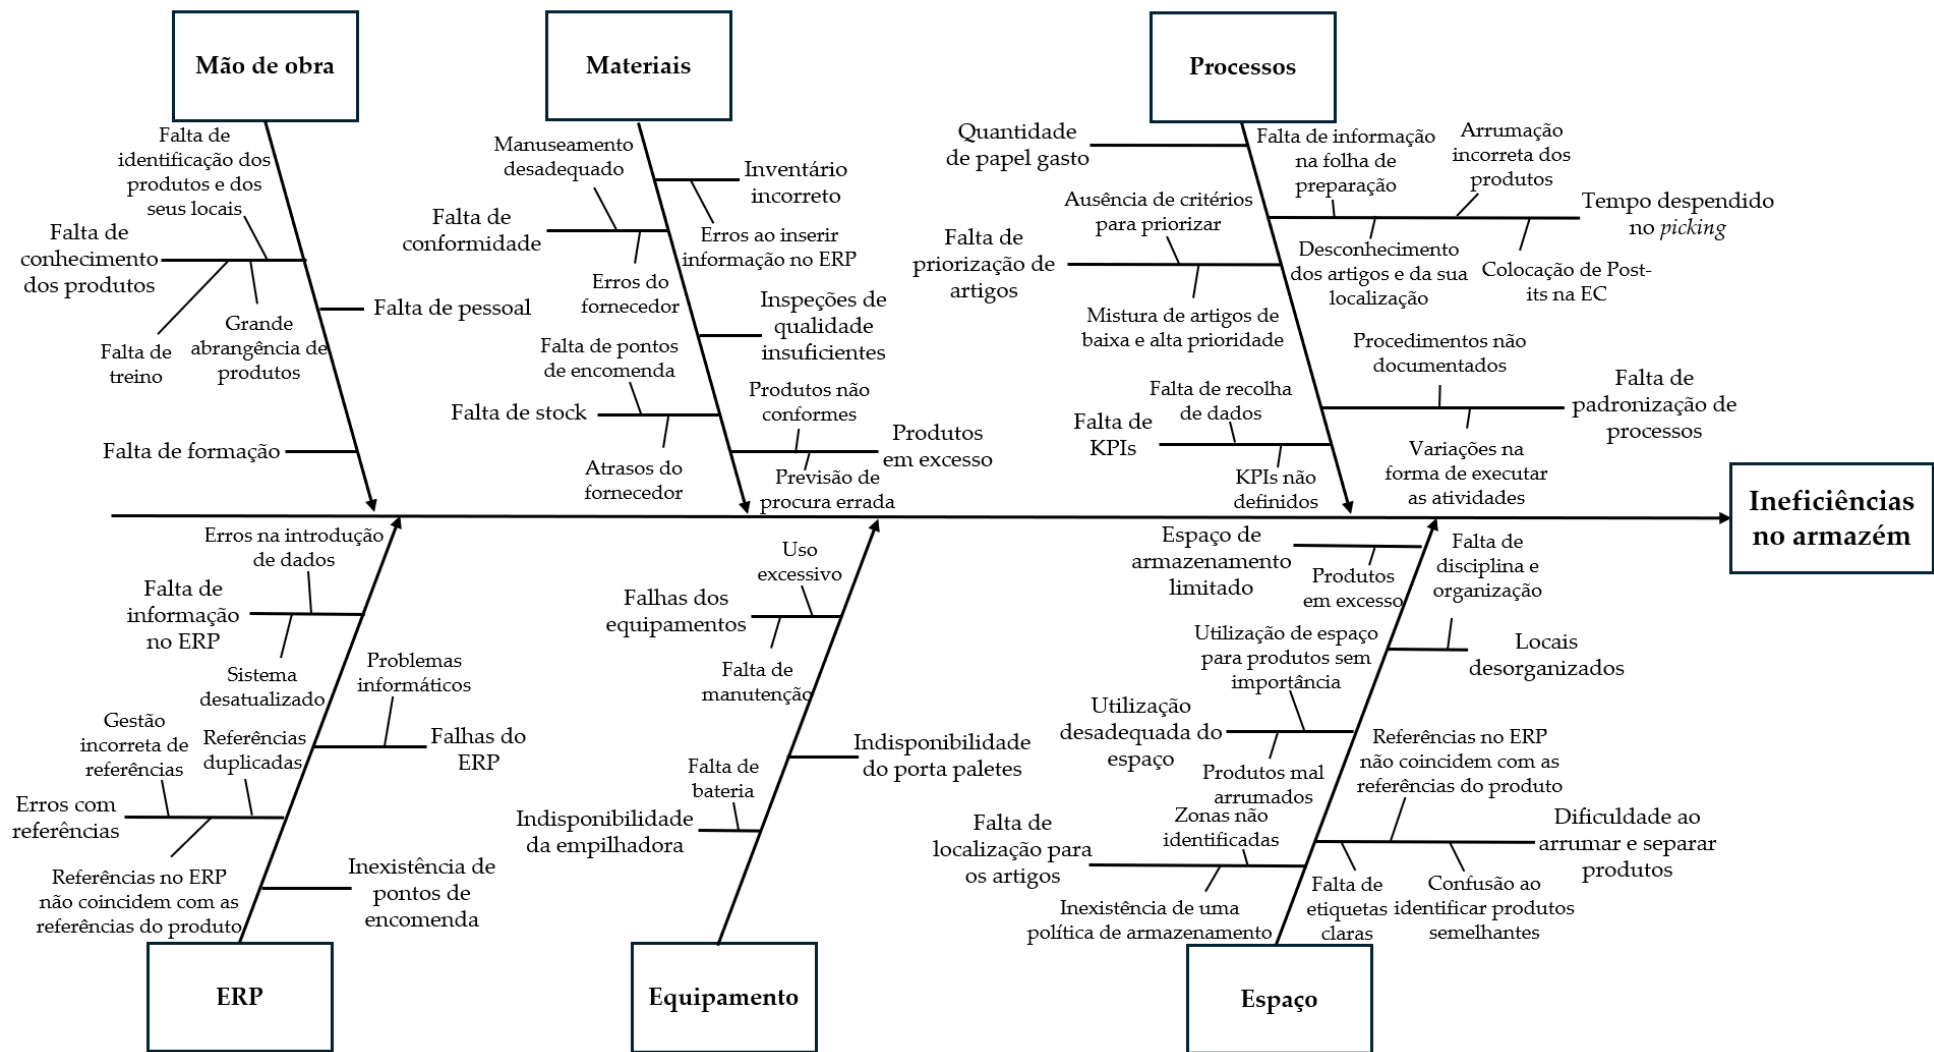 Mão de obra
Materiais
Processos
Falta de
identificação dos
produtos e dos
seus locais
Falta de
conhecimento
dos produtos
Falta de
treino
Grande
abrangência de
produtos
Falta de pessoal
Falta de formação
Manuseamento
desadequado
Inventário
incorreto
Falta de
conformidade
Erros ao inserir
informação no ERP
Erros do
fornecedor
Inspeções de
qualidade
insuficientes
Falta de pontos
de encomenda
Falta de stock
Atrasos do
fornecedor
Produtos não
conformes
Produtos
em excesso
Previsão de
procura errada
Quantidade
de papel gasto
Falta de informação
na folha de
preparação
Arrumação
incorreta dos
produtos
Tempo despendido
no picking
Ausência de critérios
para priorizar
Falta de
priorização de
artigos
Desconhecimento
dos artigos e da sua
localização
Colocação de Post-
its na EC
Mistura de artigos de
baixa e alta prioridade
Procedimentos não
documentados
Falta de
padronização de
processos
Falta de recolha
de dados
Falta de
KPIs
KPIs não
definidos
Variações na
forma de executar
as atividades
Ineficiências
no armazém
Erros na introdução
de dados
Falta de
informação
no ERP
Sistema
desatualizado
Problemas
informáticos
Falhas do
ERP
Gestão
incorreta de
referências
Referências
duplicadas
Erros com
referências
Referências no ERP
não coincidem com as
referências do produto
Inexistência de
pontos de
encomenda
Uso
excessivo
Falhas dos
equipamentos
Falta de
manutenção
Indisponibilidade
do porta paletes
Falta de
bateria
Indisponibilidade
da empilhadora
Espaço de
armazenamento
limitado
Produtos
em excesso
Falta de
disciplina e
organização
Locais
desorganizados
Utilização de espaço
para produtos sem
importância
Utilização
desadequada do
espaço
Produtos mal
arrumados
Referências no ERP
não coincidem com as
referências do produto
Zonas não
identificadas
Falta de
localização para
os artigos
Inexistência de uma
política de armazenamento
Dificuldade ao
arrumar e separar
produtos
Falta de
etiquetas
claras
Confusão ao
identificar produtos
semelhantes
ERP
Equipamento
Espaço